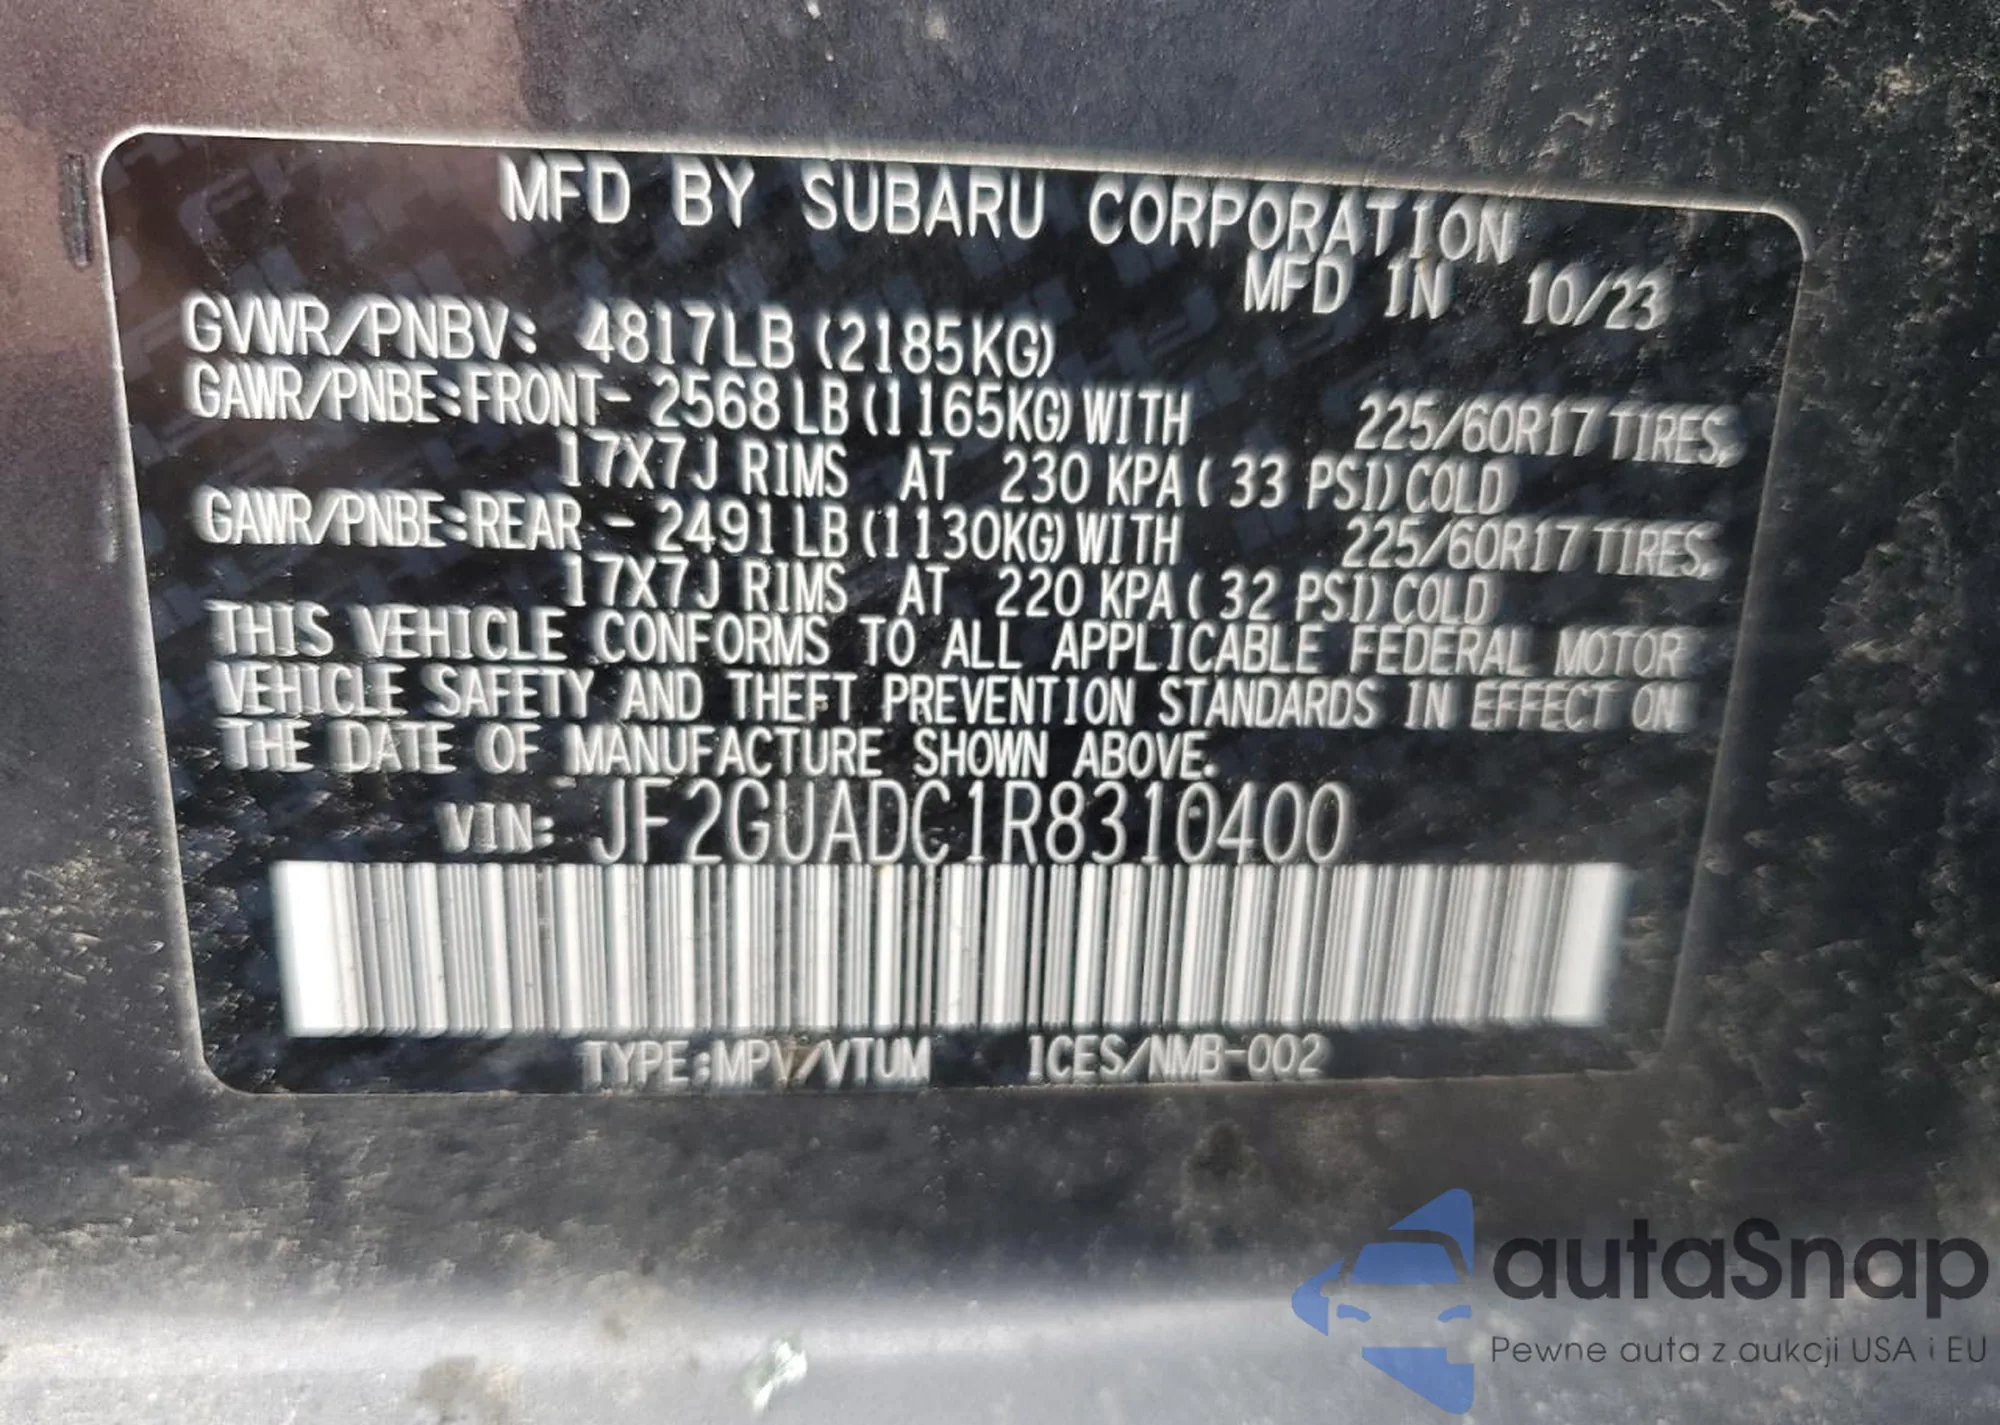 MFD BY SUBARU CORPORATION
MFD IN 10/23
GVWR/PNBV: 4817LB (2185KG)
GAWR/PNBE:FRONT- 2568LB (1165KG) WITH 225/60R17 TIRES,
17X7J RIMS AT 230 KPA ( 33 PSI) COLD
GAWR/PNBE:REAR - 2491LB (1130KG) WITH 225/60R17 TIRES,
17X7J RIMS AT 220 KPA ( 32 PSI) COLD
THIS VEHICLE CONFORMS TO ALL APPLICABLE FEDERAL MOTOR
VEHICLE SAFETY AND THEFT PREVENTION STANDARDS IN EFFECT ON
THE DATE OF MANUFACTURE SHOWN ABOVE.
VIN: JF2GUADC1R8310400
TYPE:MPV/VTUM ICES/NMB-002
autaSnap
Pewne auta z aukcji USA i EU